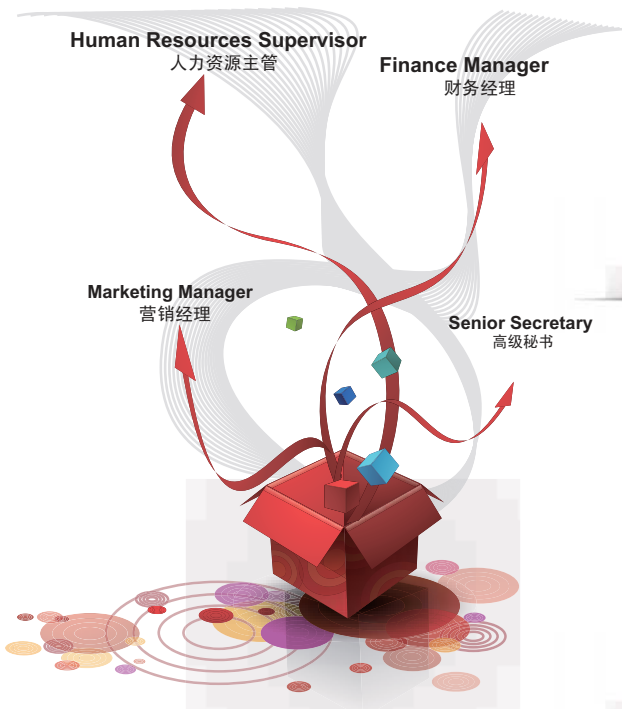 Human Resources Supervisor
人力资源主管
Finance Manager
财务经理
Marketing Manager
营销经理
Senior Secretary
高级秘书